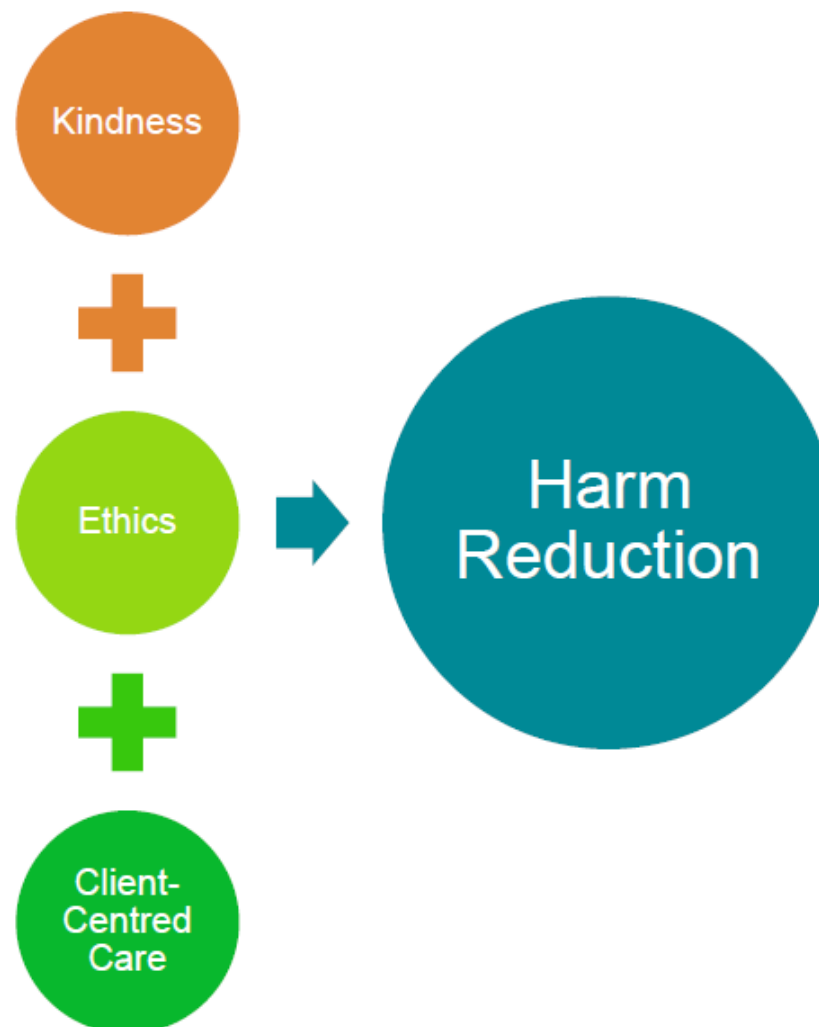 Kindness
Ethics
Harm
Reduction
Client-
Centred
Care